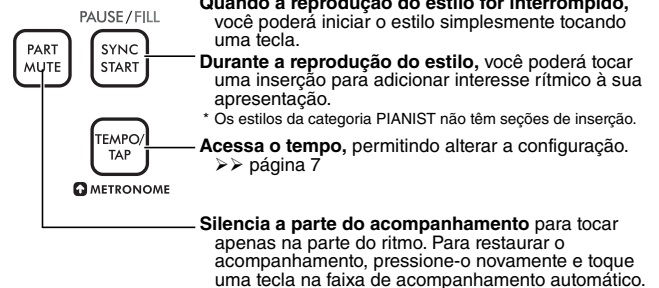 Quando a reprodução do estilo for interrompido,
você poderá iniciar o estilo simplesmente tocando
uma tecla.
PAUSE/FILL
PART
MUTE
SYNC
START
Durante a reprodução do estilo, você poderá tocar
uma inserção para adicionar interesse rítmico à sua
apresentação.
* Os estilos da categoria PIANIST não têm seções de inserção.
TEMPO/
TAP
METRONOME
Acessa o tempo, permitindo alterar a configuração.
➢➢ página 7
Silencia a parte do acompanhamento para tocar
apenas na parte do ritmo. Para restaurar o
acompanhamento, pressione-o novamente e toque
uma tecla na faixa de acompanhamento automático.